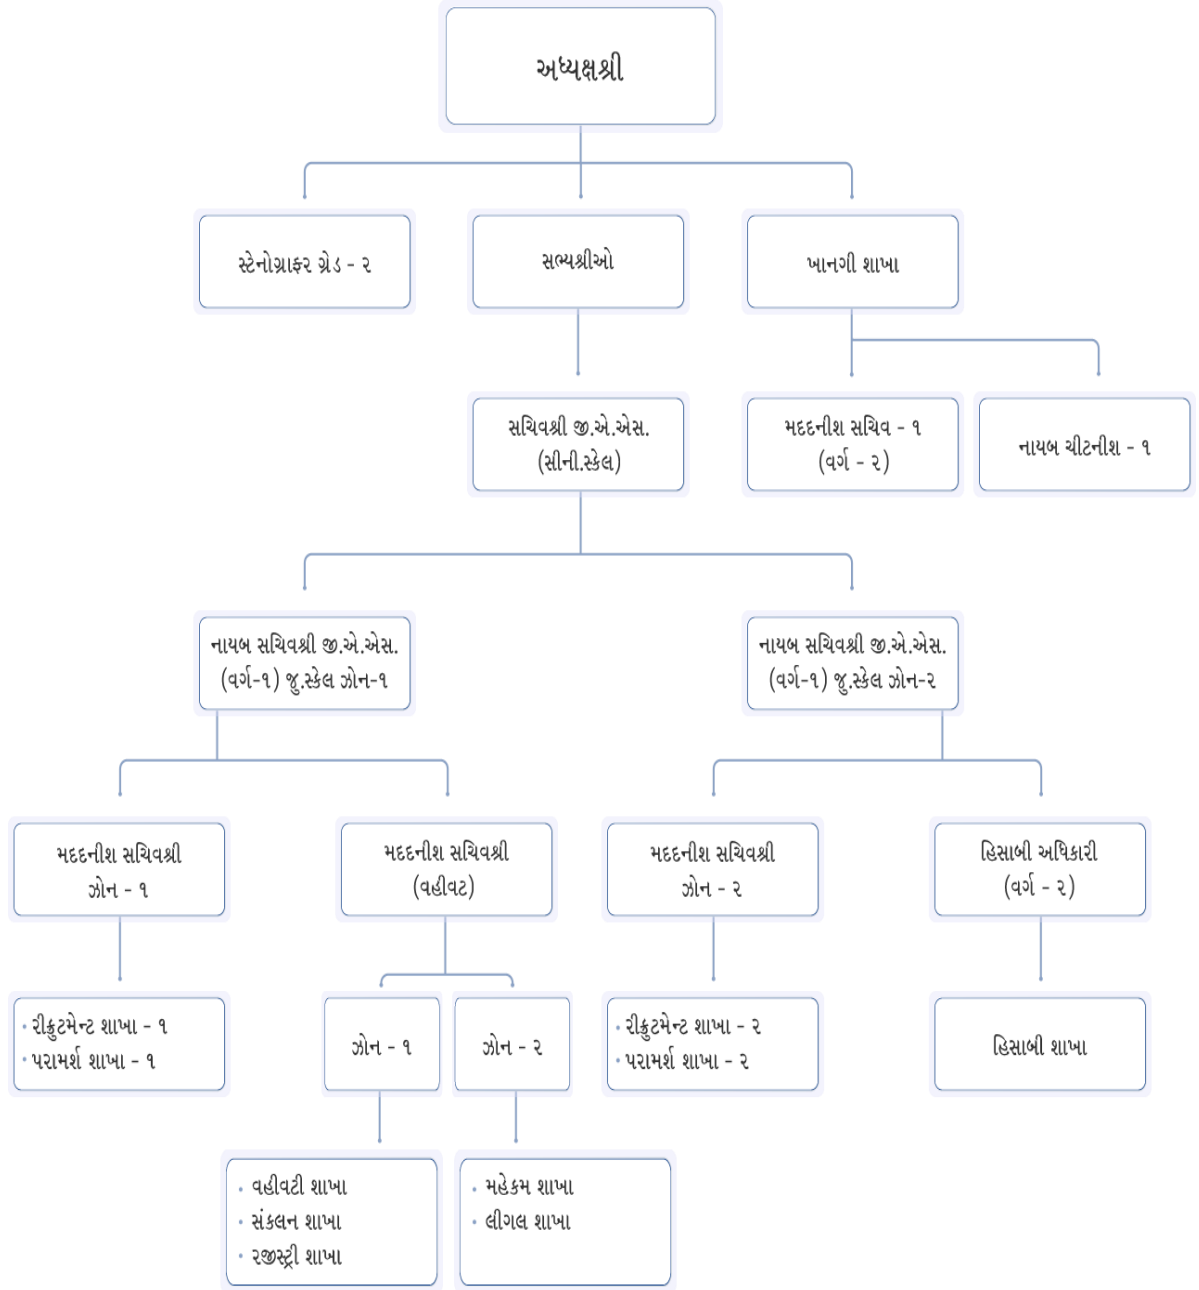 અધ્યક્ષશ્રી
સ્ટેનોગ્રાફર ગ્રેડ - ૨
સભ્યશ્રીઓ
ખાનગી શાખા
સચિવશ્રી જી.એ.એસ.
(સીની.સ્કેલ)
મદદનીશ સચિવ - ૧
(વર્ગ - ૨)
નાયબ ચીટનીશ - ૧
નાયબ સચિવશ્રી જી.એ.એસ.
(વર્ગ-૧) જુ.સ્કેલ ઝોન-૧
નાયબ સચિવશ્રી જી.એ.એસ.
(વર્ગ-૧) જુ.સ્કેલ ઝોન-૨
મદદનીશ સચિવશ્રી
ઝોન - ૧
મદદનીશ સચિવશ્રી
(વહીવટ)
મદદનીશ સચિવશ્રી
ઝોન - ૨
હિસાબી અધિકારી
(વર્ગ - ૨)
• રીક્રુટમેન્ટ શાખા - ૧
• પરામર્શ શાખા - ૧
ઝોન - ૧
ઝોન - ૨
• રીક્રુટમેન્ટ શાખા - ૨
• પરામર્શ શાખા - ૨
હિસાબી શાખા
• વહીવટી શાખા
• સંકલન શાખા
• રજીસ્ટ્રી શાખા
• મહેકમ શાખા
• લીગલ શાખા